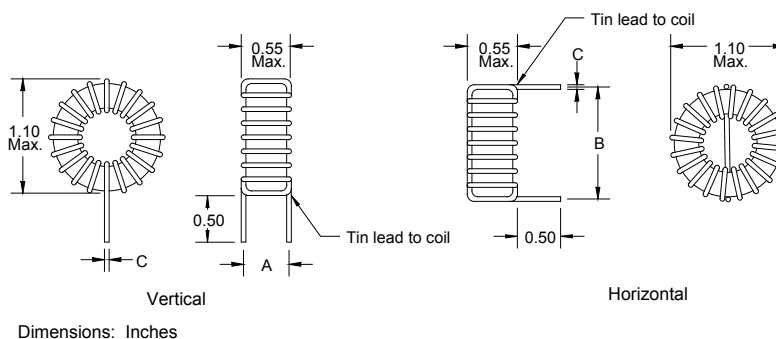 0.55
Max.
1.10
Max.
C
0.50
A
Tin lead to coil
Vertical
Tin lead to coil
0.55
Max.
C
B
0.50
1.10
Max.
Horizontal
Dimensions: Inches